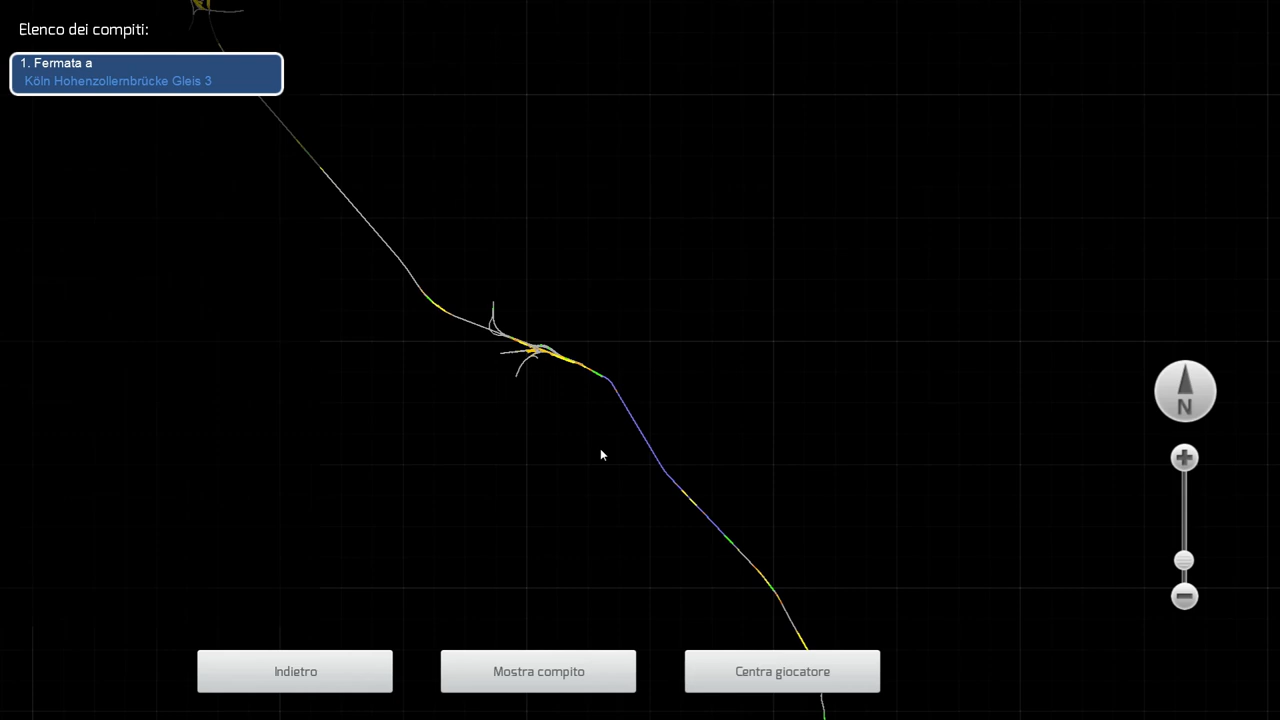 Elenco dei compiti:
1. Fermata a
Köln Hohenzollernbrücke Gleis 3
N
Indietro
Mostra compito
Centra giocatore